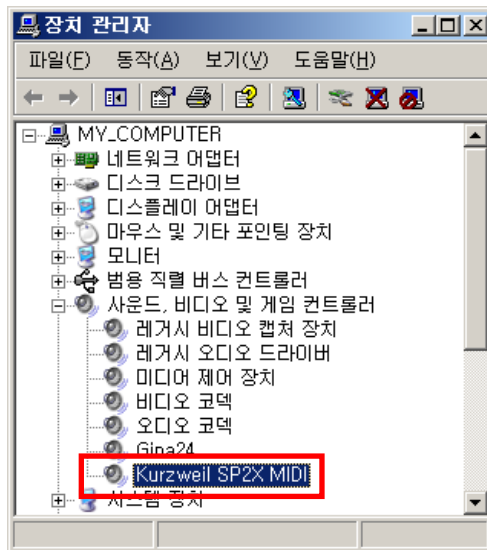 장치 관리자
파일(F) 동작(A) 보기(V) 도움말(H)
MY_COMPUTER
네트워크 어댑터
디스크 드라이브
디스플레이 어댑터
마우스 및 기타 포인팅 장치
모니터
범용 직렬 버스 컨트롤러
사운드, 비디오 및 게임 컨트롤러
레거시 비디오 캡처 장치
레거시 오디오 드라이버
미디어 제어 장치
비디오 코덱
오디오 코덱
Gina24
Kurzweil SP2X MIDI
시스템 장치